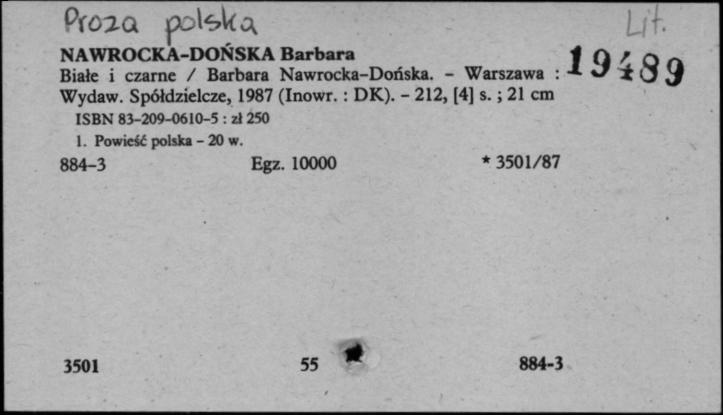 Proza polska Lit.
NAWROCKA-DOŃSKA Barbara 19489
Białe i czarne / Barbara Nawrocka-Dońska. - Warszawa :
Wydaw. Spółdzielcze, 1987 (Inowr. : DK). - 212, [4] s. ; 21 cm
ISBN 83-209-0610-5 : zł 250
1. Powieść polska - 20 w.
884-3 Egz. 10000 * 3501/87
3501 55 884-3